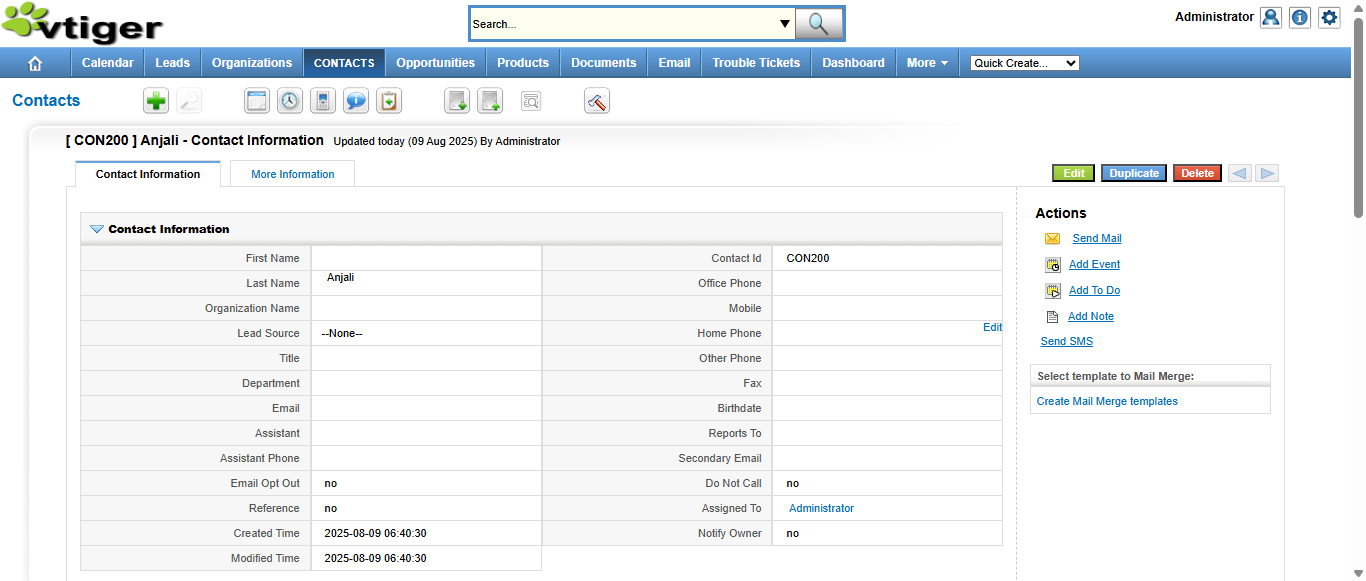 vtiger
Search...
Administrator
Calendar Leads Organizations CONTACTS Opportunities Products Documents Email Trouble Tickets Dashboard More Quick Create...
Contacts
[ CON200 ] Anjali - Contact Information Updated today (09 Aug 2025) By Administrator
Contact Information More Information
Edit Duplicate Delete
Contact Information
First Name Contact Id CON200
Last Name Anjali Office Phone
Organization Name Mobile
Lead Source --None-- Home Phone Edit
Title Other Phone
Department Fax
Email Birthdate
Assistant Reports To
Assistant Phone Secondary Email
Email Opt Out no Do Not Call no
Reference no Assigned To Administrator
Created Time 2025-08-09 06:40:30 Notify Owner no
Modified Time 2025-08-09 06:40:30
Actions
Send Mail
Add Event
Add To Do
Add Note
Send SMS
Select template to Mail Merge:
Create Mail Merge templates